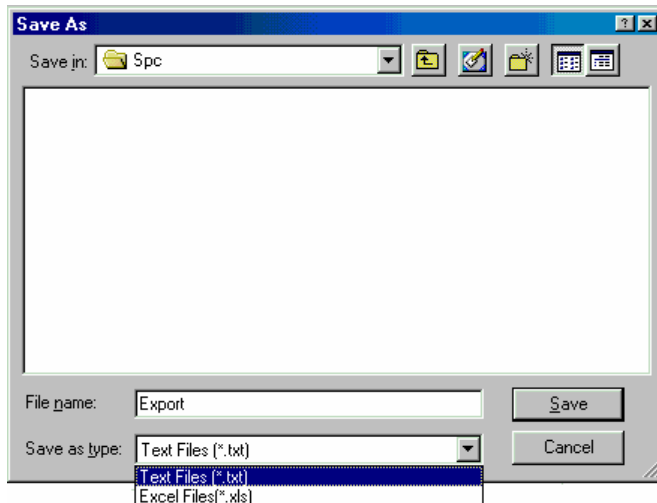 Save As
Save in: Spc
File name: Export Save
Save as type: Text Files (*.txt) Cancel
Text Files (*.txt)
Excel Files(*.xls)